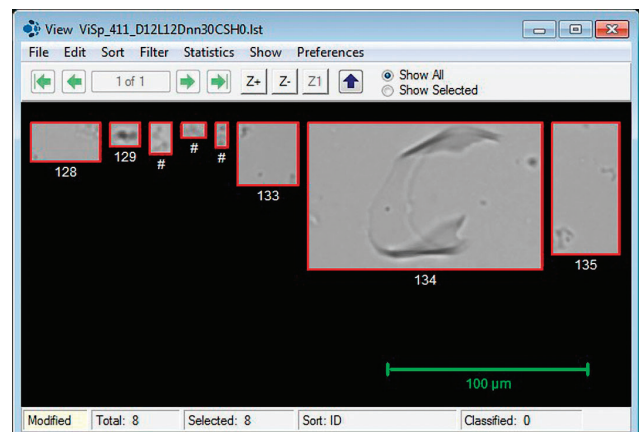 View ViSp_411_D12L12Dnn30CSH0.lst
File Edit Sort Filter Statistics Show Preferences
1 of 1 Z+ Z- Z1 Show All
Show Selected
128 129 # # # 133 134 135
100 µm
Modified Total: 8 Selected: 8 Sort: ID Classified: 0